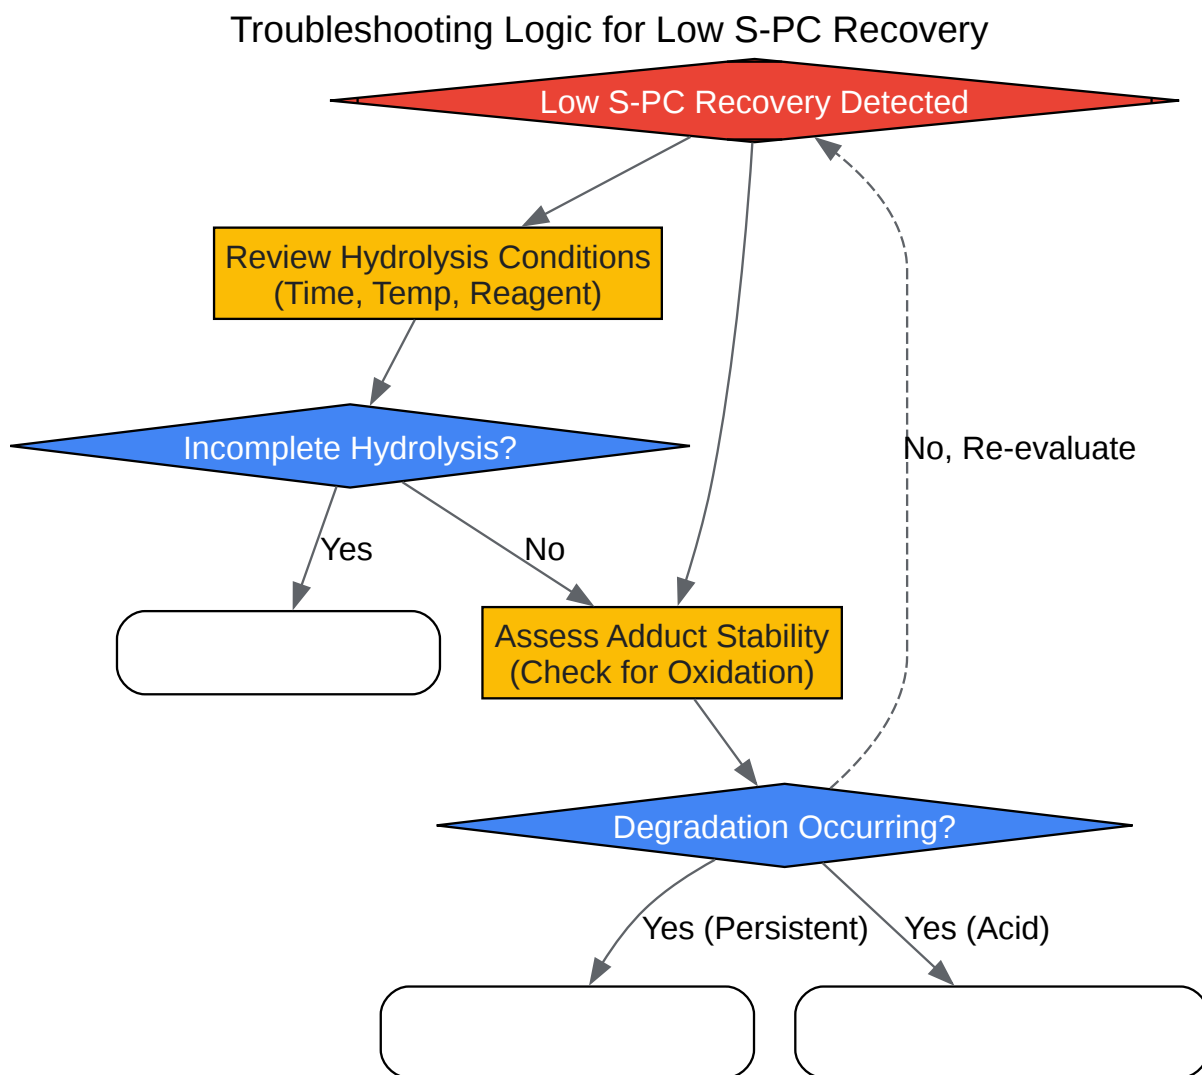 Troubleshooting Logic for Low S-PC Recovery
Low S-PC Recovery Detected
Review Hydrolysis Conditions
(Time, Temp, Reagent)
Incomplete Hydrolysis?
No, Re-evaluate
Yes
No
Assess Adduct Stability
(Check for Oxidation)
Degradation Occurring?
Yes (Persistent)
Yes (Acid)